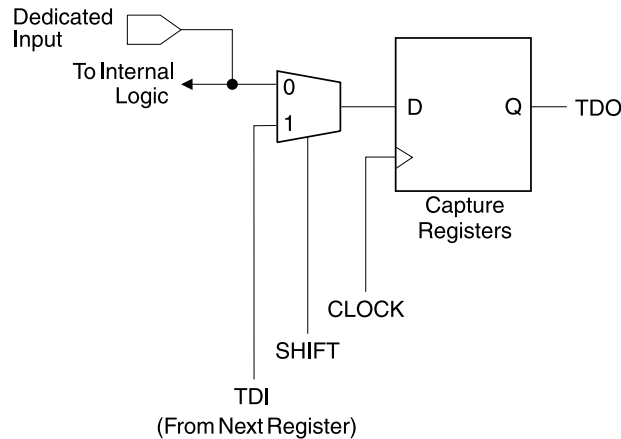 Dedicated
Input
To Internal
Logic
0
1
D
Q
TDO
Capture
Registers
CLOCK
SHIFT
TDI
(From Next Register)